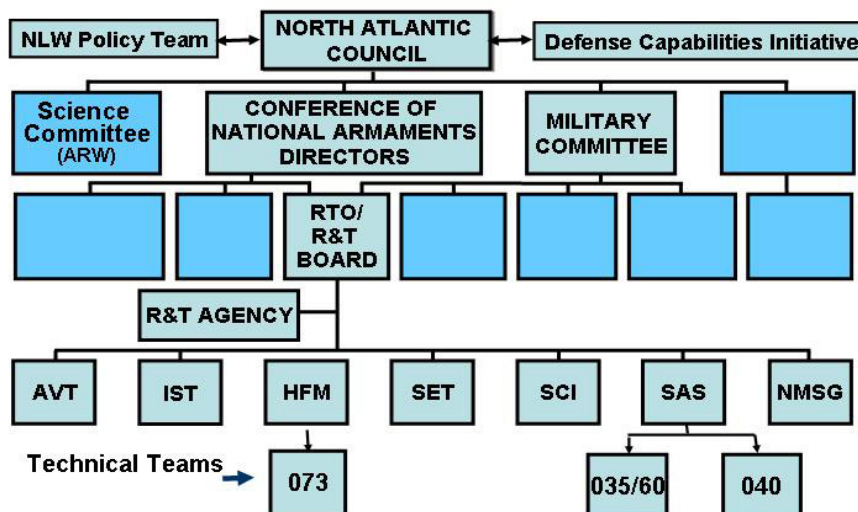 NLW Policy Team
NORTH ATLANTIC
COUNCIL
Defense Capabilities Initiative
Science
Committee
(ARW)
CONFERENCE OF
NATIONAL ARMAMENTS
DIRECTORS
MILITARY
COMMITTEE
RTO/
R&T
BOARD
R&T AGENCY
AVT
IST
HFM
SET
SCI
SAS
NMSG
Technical Teams
073
035/60
040